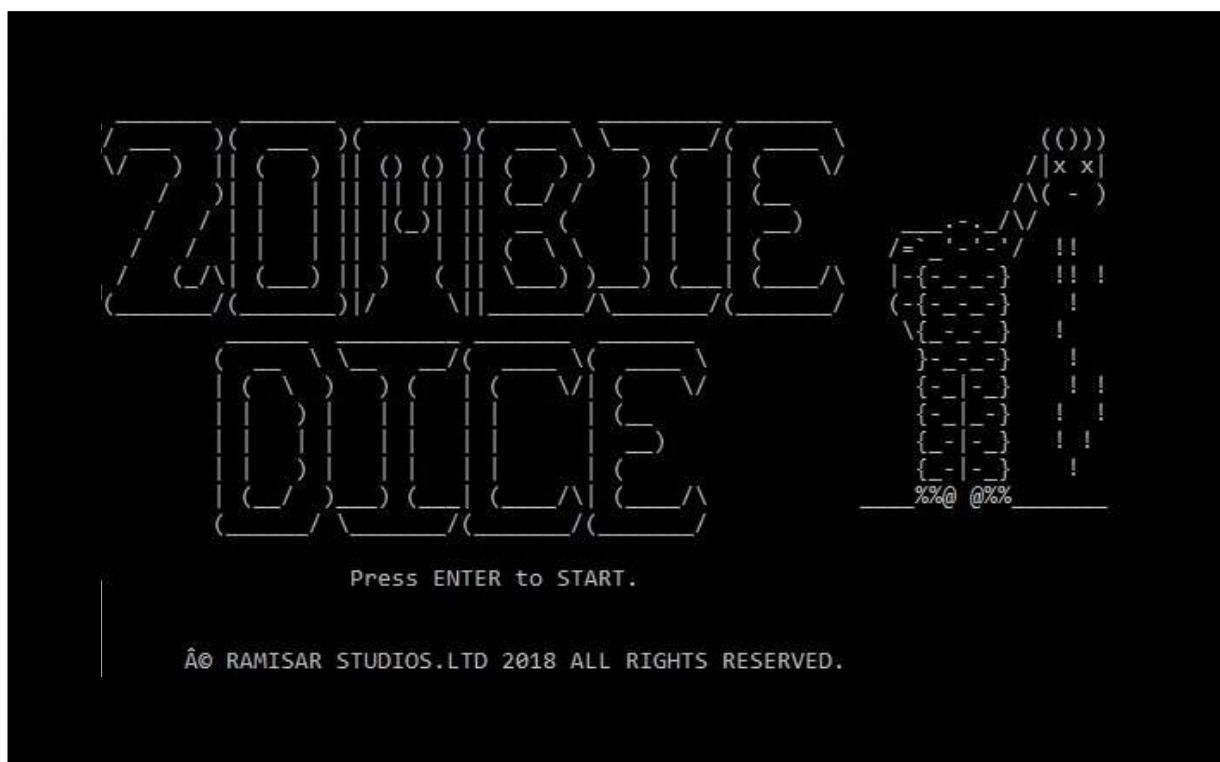 ZOMBIE
DICE
Press ENTER to START.
Â© RAMISAR STUDIOS.LTD 2018 ALL RIGHTS RESERVED.